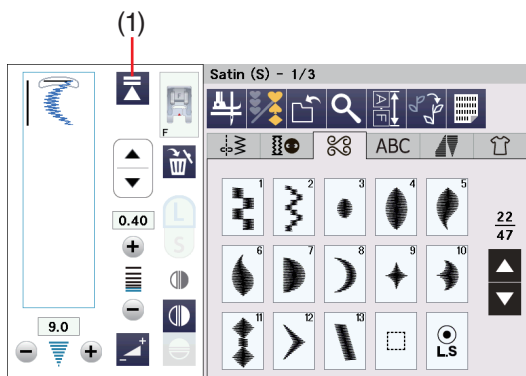 (1)
Satin (S) - 1/3
F
A
F
ABC
L
S
0.40
9.0
1 2 3 4 5
6 7 8 9 10
11 12 13
L.S
22
47